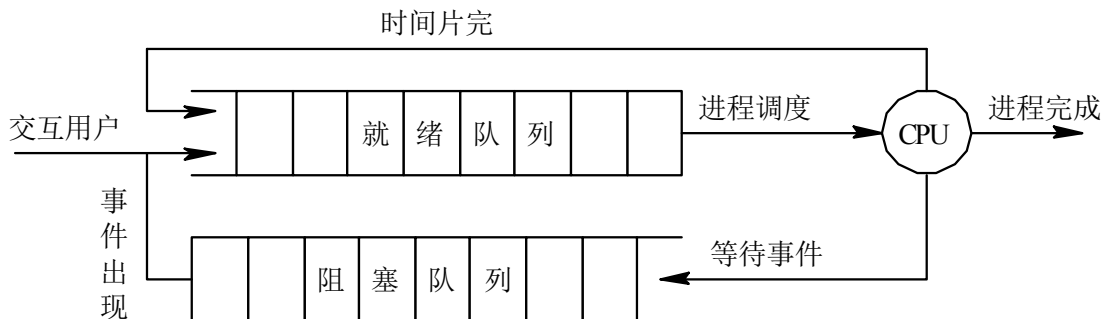 时间片完
交互用户
就绪队列
进程调度
CPU
进程完成
事件出现
阻塞队列
等待事件